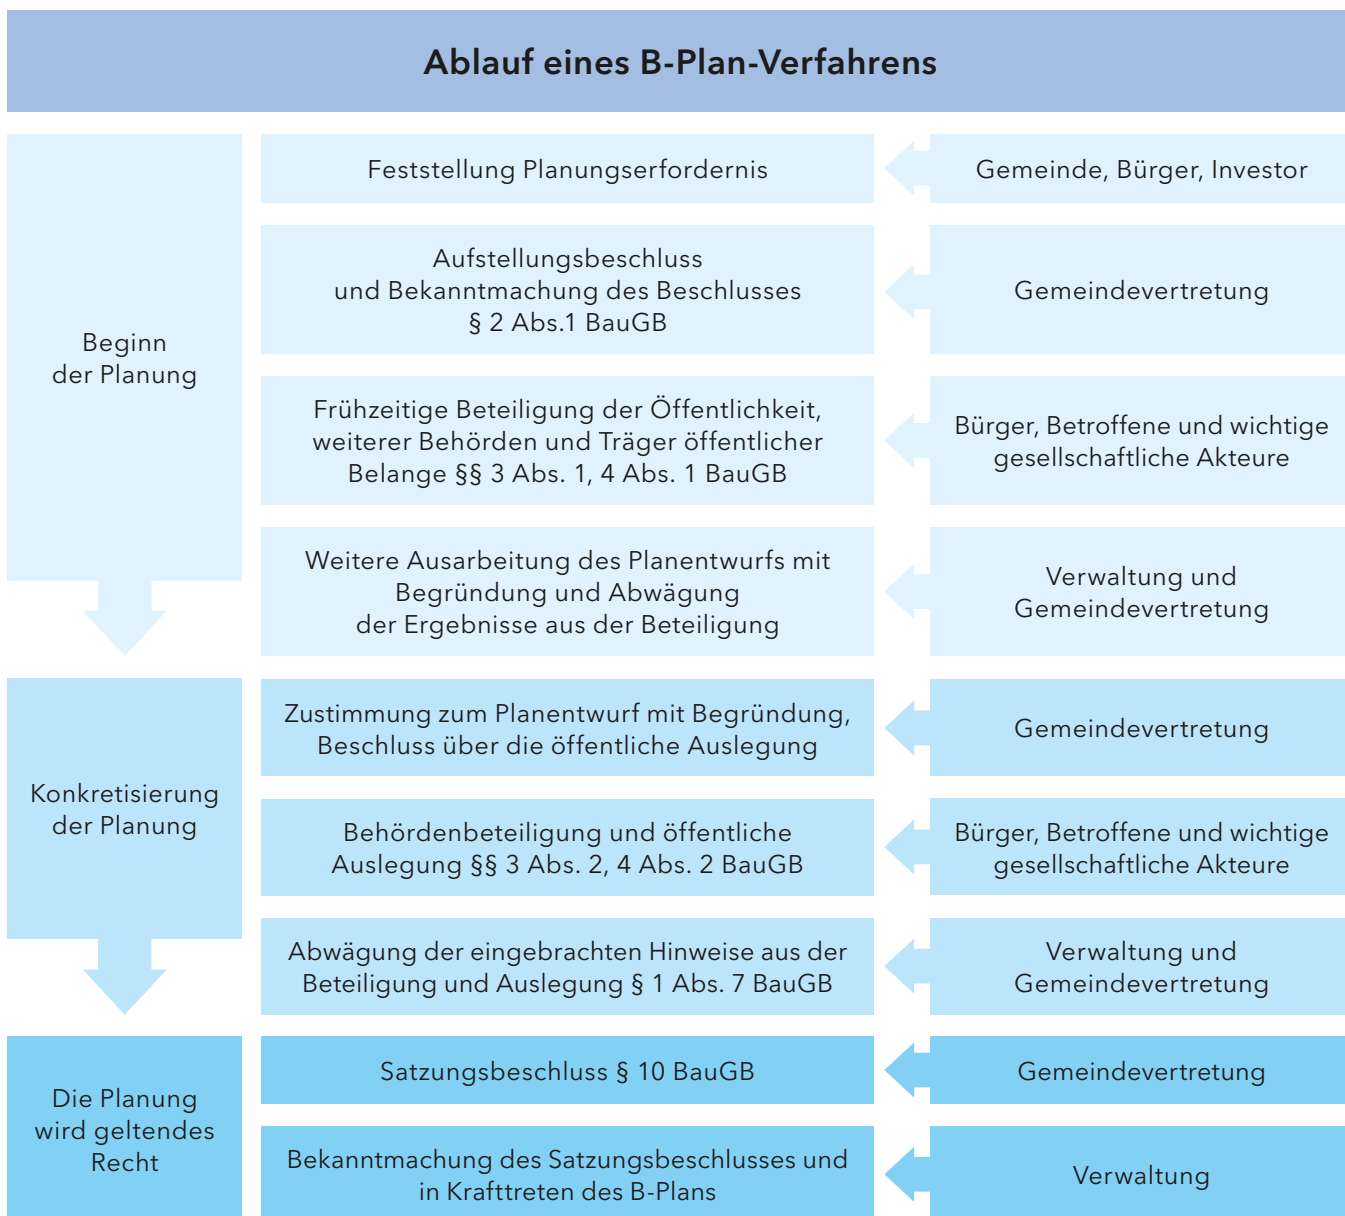 Ablauf eines B-Plan-Verfahrens
Beginn
der Planung
Feststellung Planungserfordernis
Gemeinde, Bürger, Investor
Aufstellungsbeschluss
und Bekanntmachung des Beschlusses
§ 2 Abs.1 BauGB
Gemeindevertretung
Frühzeitige Beteiligung der Öffentlichkeit,
weiterer Behörden und Träger öffentlicher
Belange §§ 3 Abs. 1, 4 Abs. 1 BauGB
Bürger, Betroffene und wichtige
gesellschaftliche Akteure
Weitere Ausarbeitung des Planentwurfs mit
Begründung und Abwägung
der Ergebnisse aus der Beteiligung
Verwaltung und
Gemeindevertretung
Konkretisierung
der Planung
Zustimmung zum Planentwurf mit Begründung,
Beschluss über die öffentliche Auslegung
Gemeindevertretung
Behördenbeteiligung und öffentliche
Auslegung §§ 3 Abs. 2, 4 Abs. 2 BauGB
Bürger, Betroffene und wichtige
gesellschaftliche Akteure
Abwägung der eingebrachten Hinweise aus der
Beteiligung und Auslegung § 1 Abs. 7 BauGB
Verwaltung und
Gemeindevertretung
Die Planung
wird geltendes
Recht
Satzungsbeschluss § 10 BauGB
Gemeindevertretung
Bekanntmachung des Satzungsbeschlusses und
in Krafttreten des B-Plans
Verwaltung